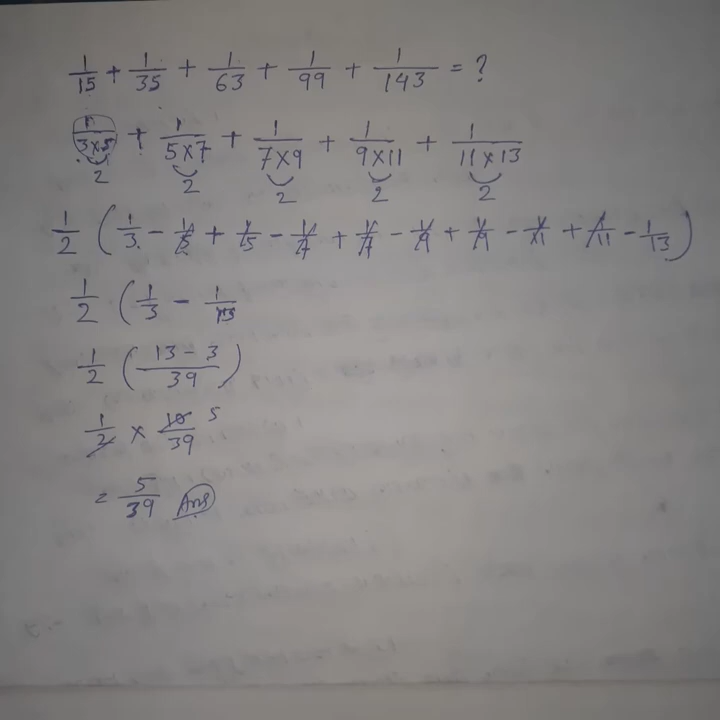 1/15 + 1/35 + 1/63 + 1/99 + 1/143 = ?
1/3×5 + 1/5×7 + 1/7×9 + 1/9×11 + 1/11×13
2 2 2 2 2
1/2 (1/3 - 1/5 + 1/5 - 1/7 + 1/7 - 1/9 + 1/9 - 1/11 + 1/11 - 1/13)
1/2 (1/3 - 1/13
1/2 (13-3/39)
1/2 × 10/39 5
= 5/39 Ans